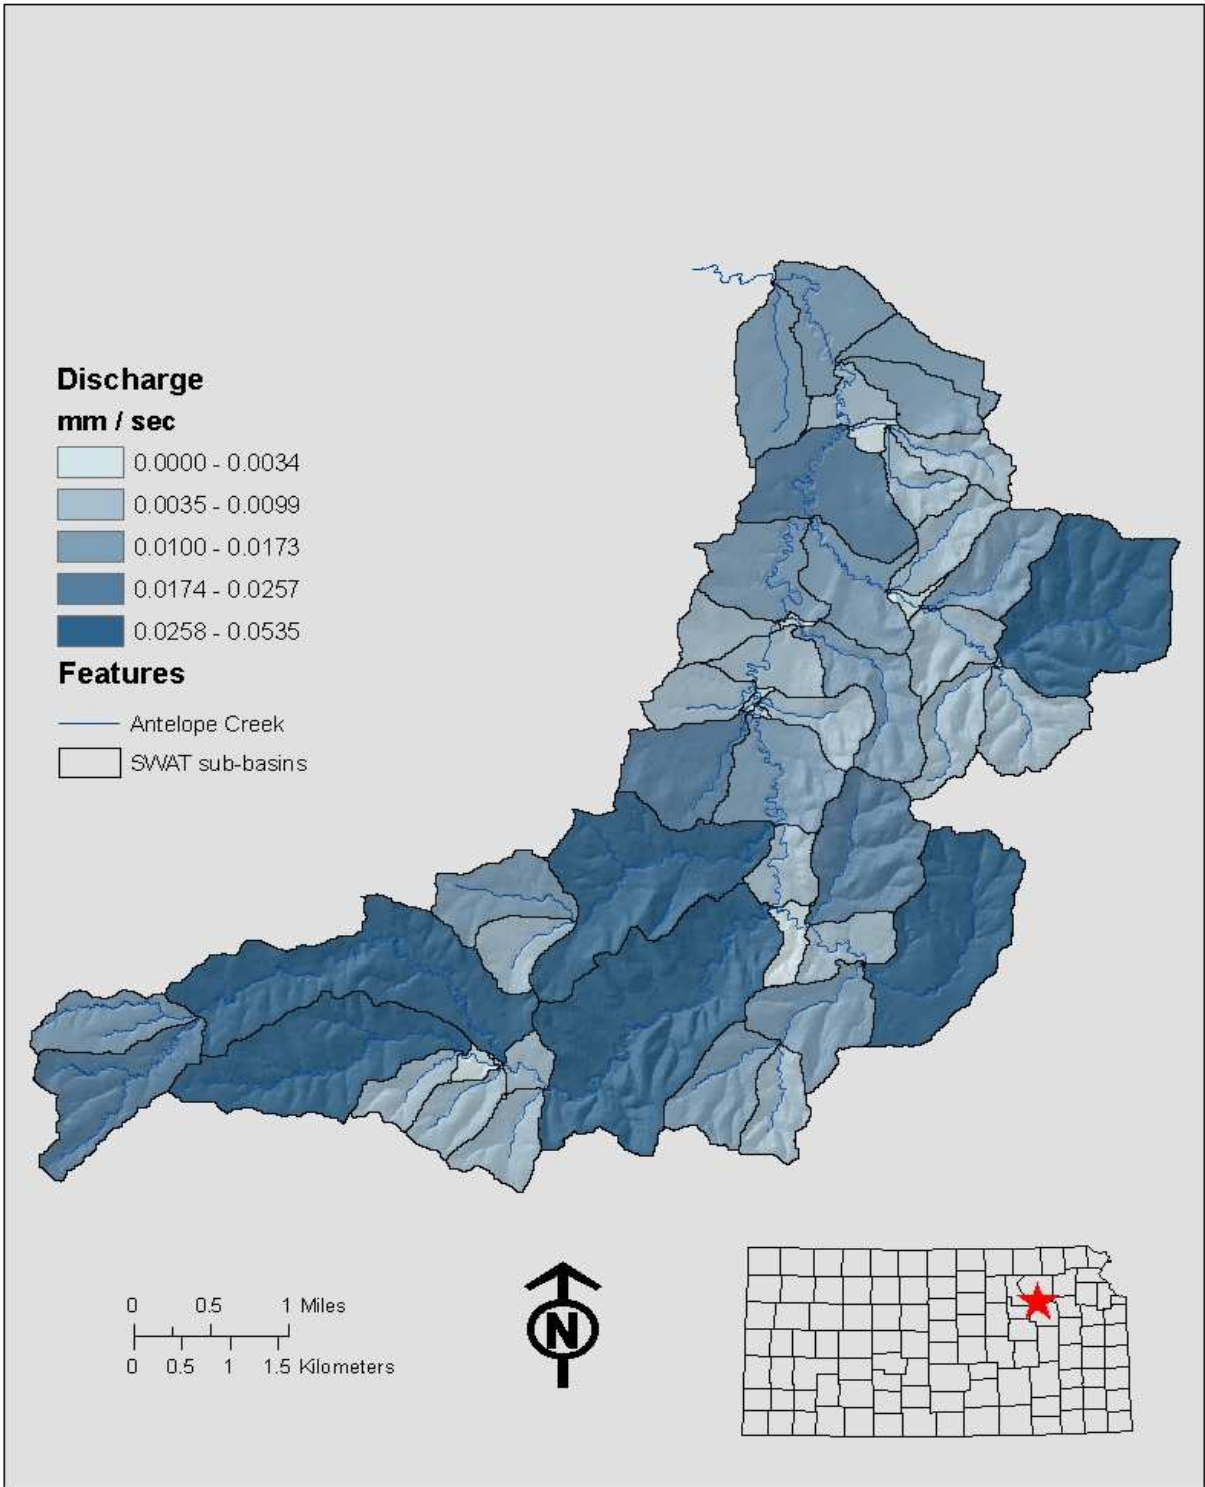 Discharge
mm / sec
0.0000 - 0.0034
0.0035 - 0.0099
0.0100 - 0.0173
0.0174 - 0.0257
0.0258 - 0.0535
Features
Antelope Creek
SWAT sub-basins
0 0.5 1 Miles
0 0.5 1 1.5 Kilometers
N